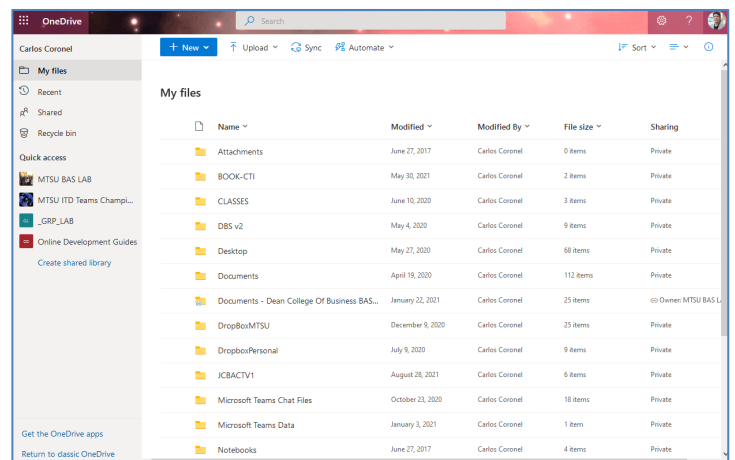 OneDrive
Search
?
Carlos Coronel
+ New
Upload
Sync
Automate
Sort
My files
Recent
Shared
Recycle bin
Quick access
MTSU BAS LAB
MTSU ITD Teams Champi...
_GRP_LAB
Online Development Guides
Create shared library
Get the OneDrive apps
Return to classic OneDrive
My files
Name Modified Modified By File size Sharing
Attachments June 27, 2017 Carlos Coronel 0 items Private
BOOK-CTI May 30, 2021 Carlos Coronel 2 items Private
CLASSES June 10, 2020 Carlos Coronel 3 items Private
DBS v2 May 4, 2020 Carlos Coronel 9 items Private
Desktop May 27, 2020 Carlos Coronel 68 items Private
Documents April 19, 2020 Carlos Coronel 112 items Private
Documents - Dean College Of Business BAS... January 22, 2021 Carlos Coronel 25 items Owner: MTSU BAS L
DropBoxMTSU December 9, 2020 Carlos Coronel 25 items Private
DropboxPersonal July 9, 2020 Carlos Coronel 9 items Private
JCBACTV1 August 28, 2021 Carlos Coronel 6 items Private
Microsoft Teams Chat Files October 23, 2020 Carlos Coronel 18 items Private
Microsoft Teams Data January 3, 2021 Carlos Coronel 1 item Private
Notebooks June 27, 2017 Carlos Coronel 4 items Private